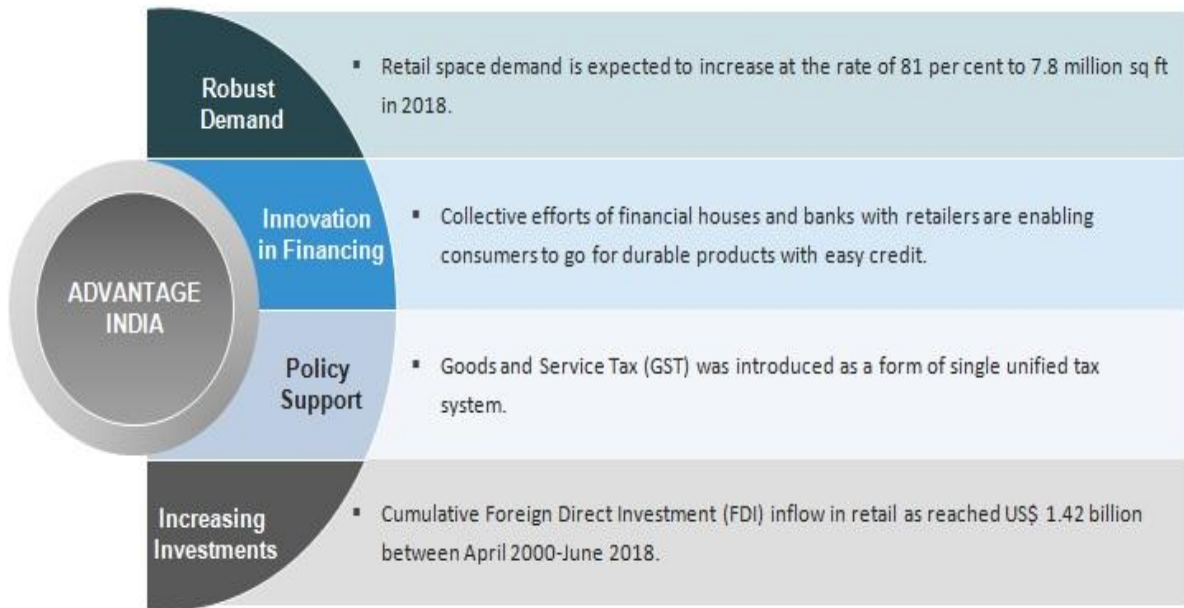 ADVANTAGE
INDIA
Robust
Demand
▪ Retail space demand is expected to increase at the rate of 81 per cent to 7.8 million sq ft
in 2018.
Innovation
in Financing
▪ Collective efforts of financial houses and banks with retailers are enabling
consumers to go for durable products with easy credit.
Policy
Support
▪ Goods and Service Tax (GST) was introduced as a form of single unified tax
system.
Increasing
Investments
▪ Cumulative Foreign Direct Investment (FDI) inflow in retail as reached US$ 1.42 billion
between April 2000-June 2018.